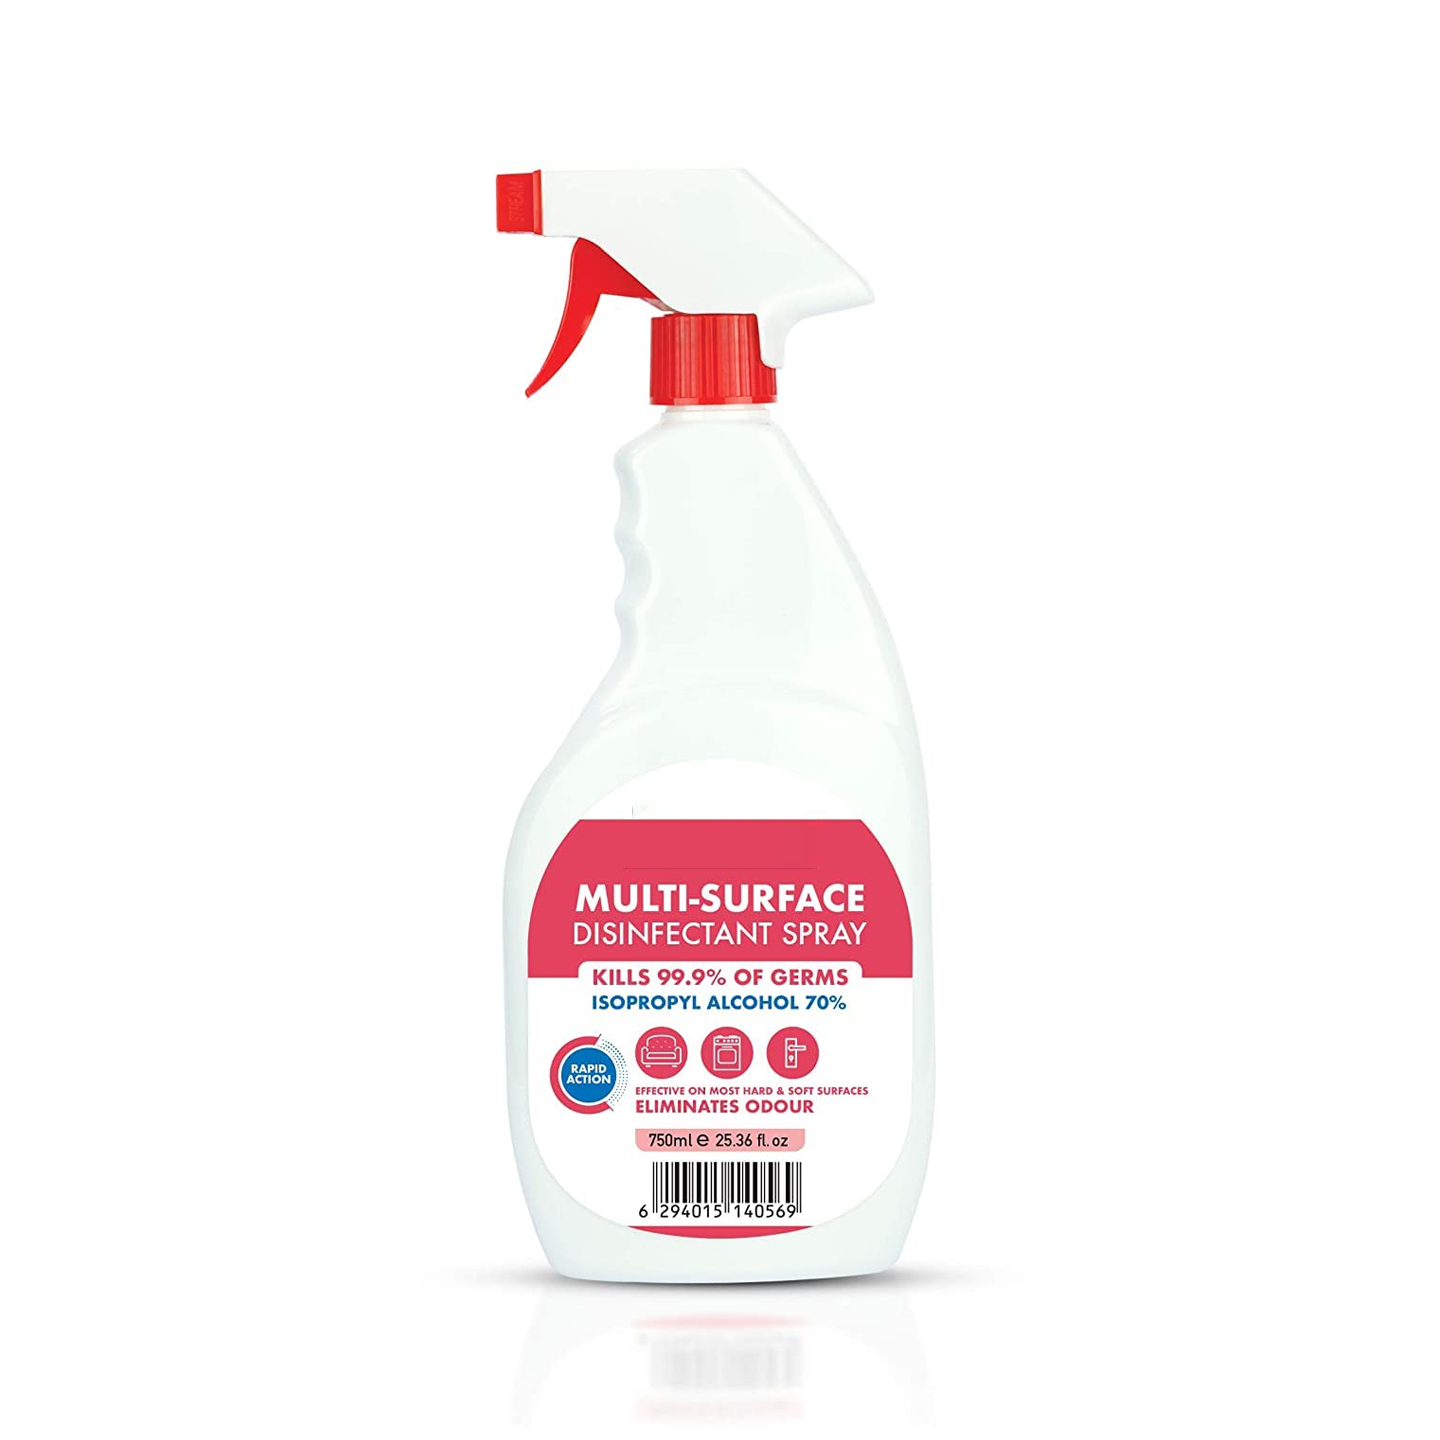 STREAM
MULTI-SURFACE
DISINFECTANT SPRAY
KILLS 99.9% OF GERMS
ISOPROPYL ALCOHOL 70%
RAPID
ACTION
EFFECTIVE ON MOST HARD & SOFT SURFACES
ELIMINATES ODOUR
750ml ℮ 25.36 fl. oz
6 294015 140569